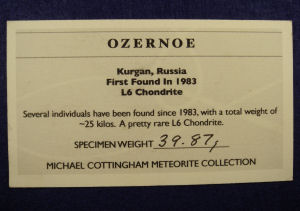 OZERNOE
Kurgan, Russia
First Found In 1983
L6 Chondrite
Several individuals have been found since 1983, with a total weight of
~25 kilos. A pretty rare L6 Chondrite.
SPECIMEN WEIGHT 39.87g
MICHAEL COTTINGHAM METEORITE COLLECTION